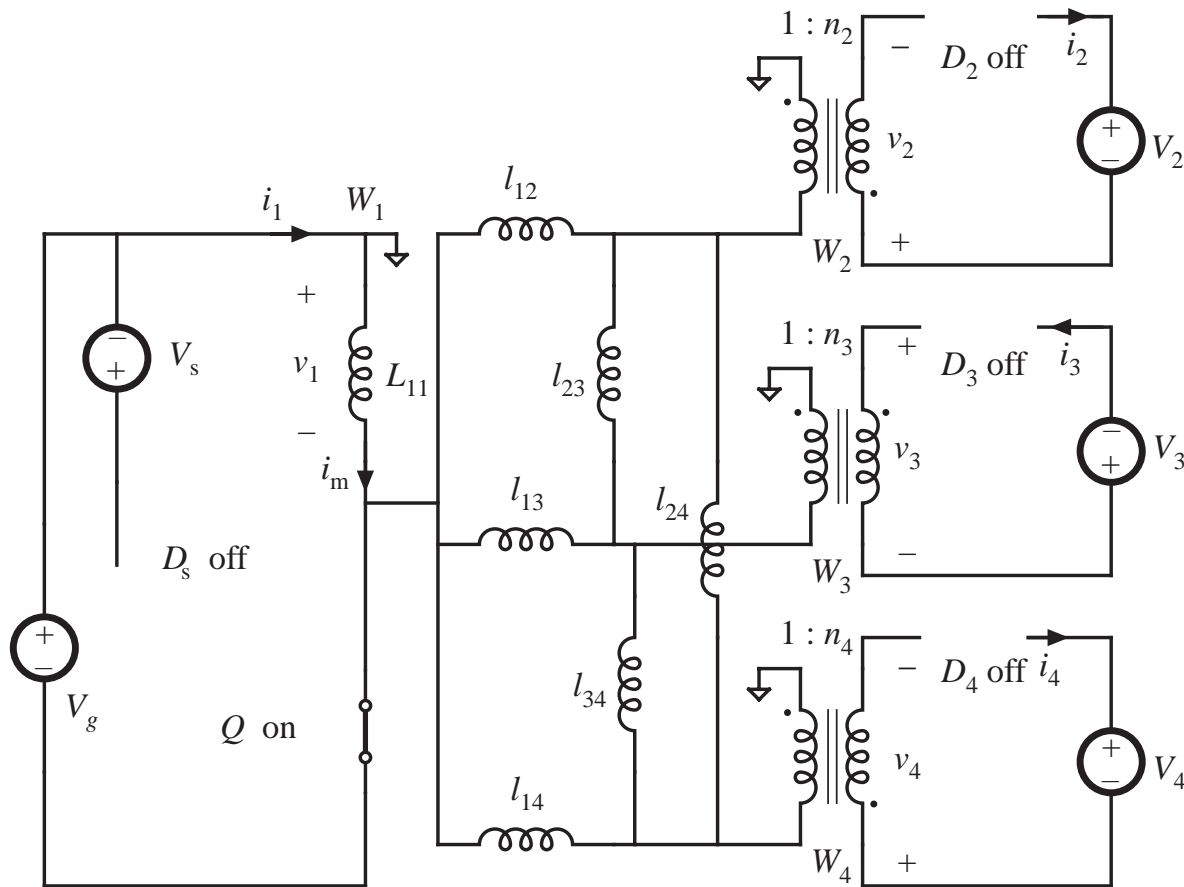 1 : n₂
−
D₂ off
i₂
v₂
+
−
V₂
W₂
+
i₁
W₁
l₁₂
+
v₁
−
L₁₁
iₘ
−
+
Vₛ
l₂₃
l₁₃
l₂₄
1 : n₃
+
D₃ off
i₃
v₃
−
+
V₃
W₃
−
Dₛ off
+
−
V_g
Q on
l₃₄
l₁₄
1 : n₄
−
D₄ off
i₄
v₄
+
−
V₄
W₄
+